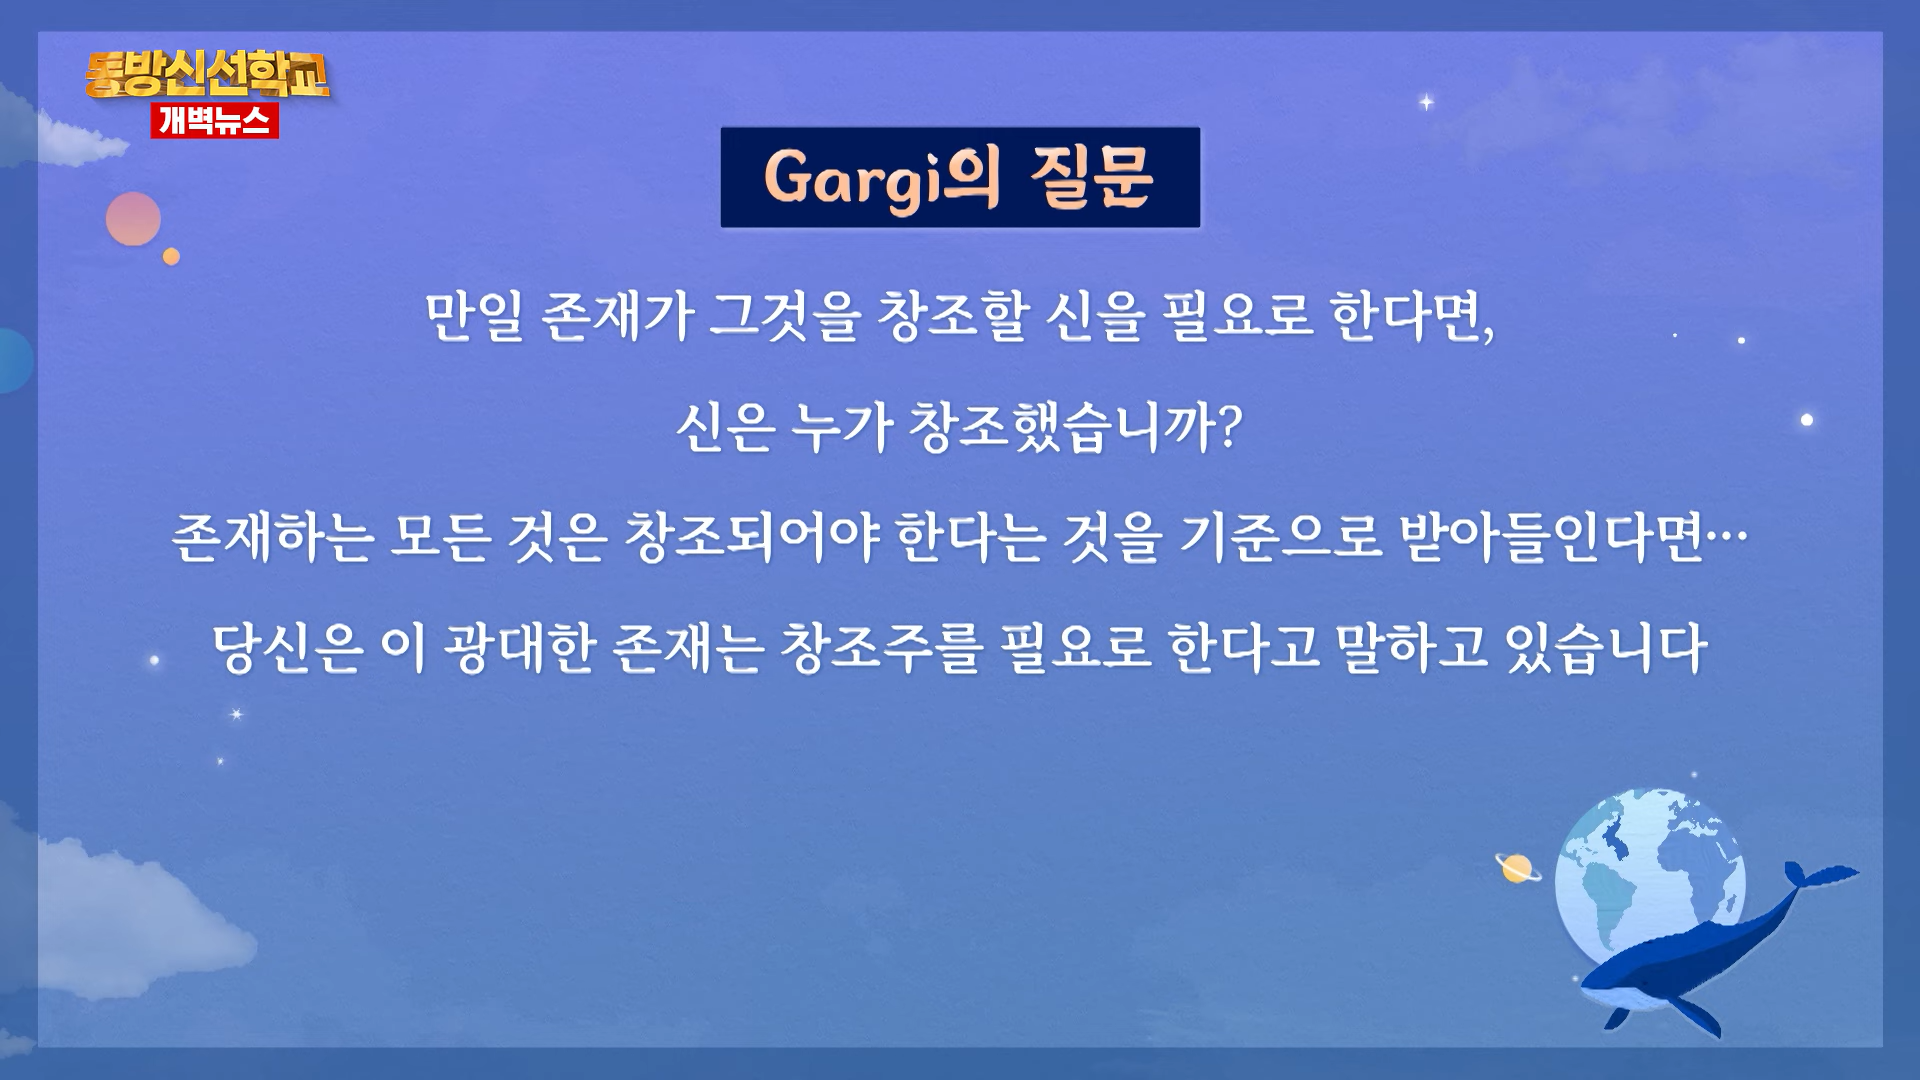 동방신선학교
개벽뉴스
Gargi의 질문
만일 존재가 그것을 창조할 신을 필요로 한다면,
신은 누가 창조했습니까?
존재하는 모든 것은 창조되어야 한다는 것을 기준으로 받아들인다면…
당신은 이 광대한 존재는 창조주를 필요로 한다고 말하고 있습니다